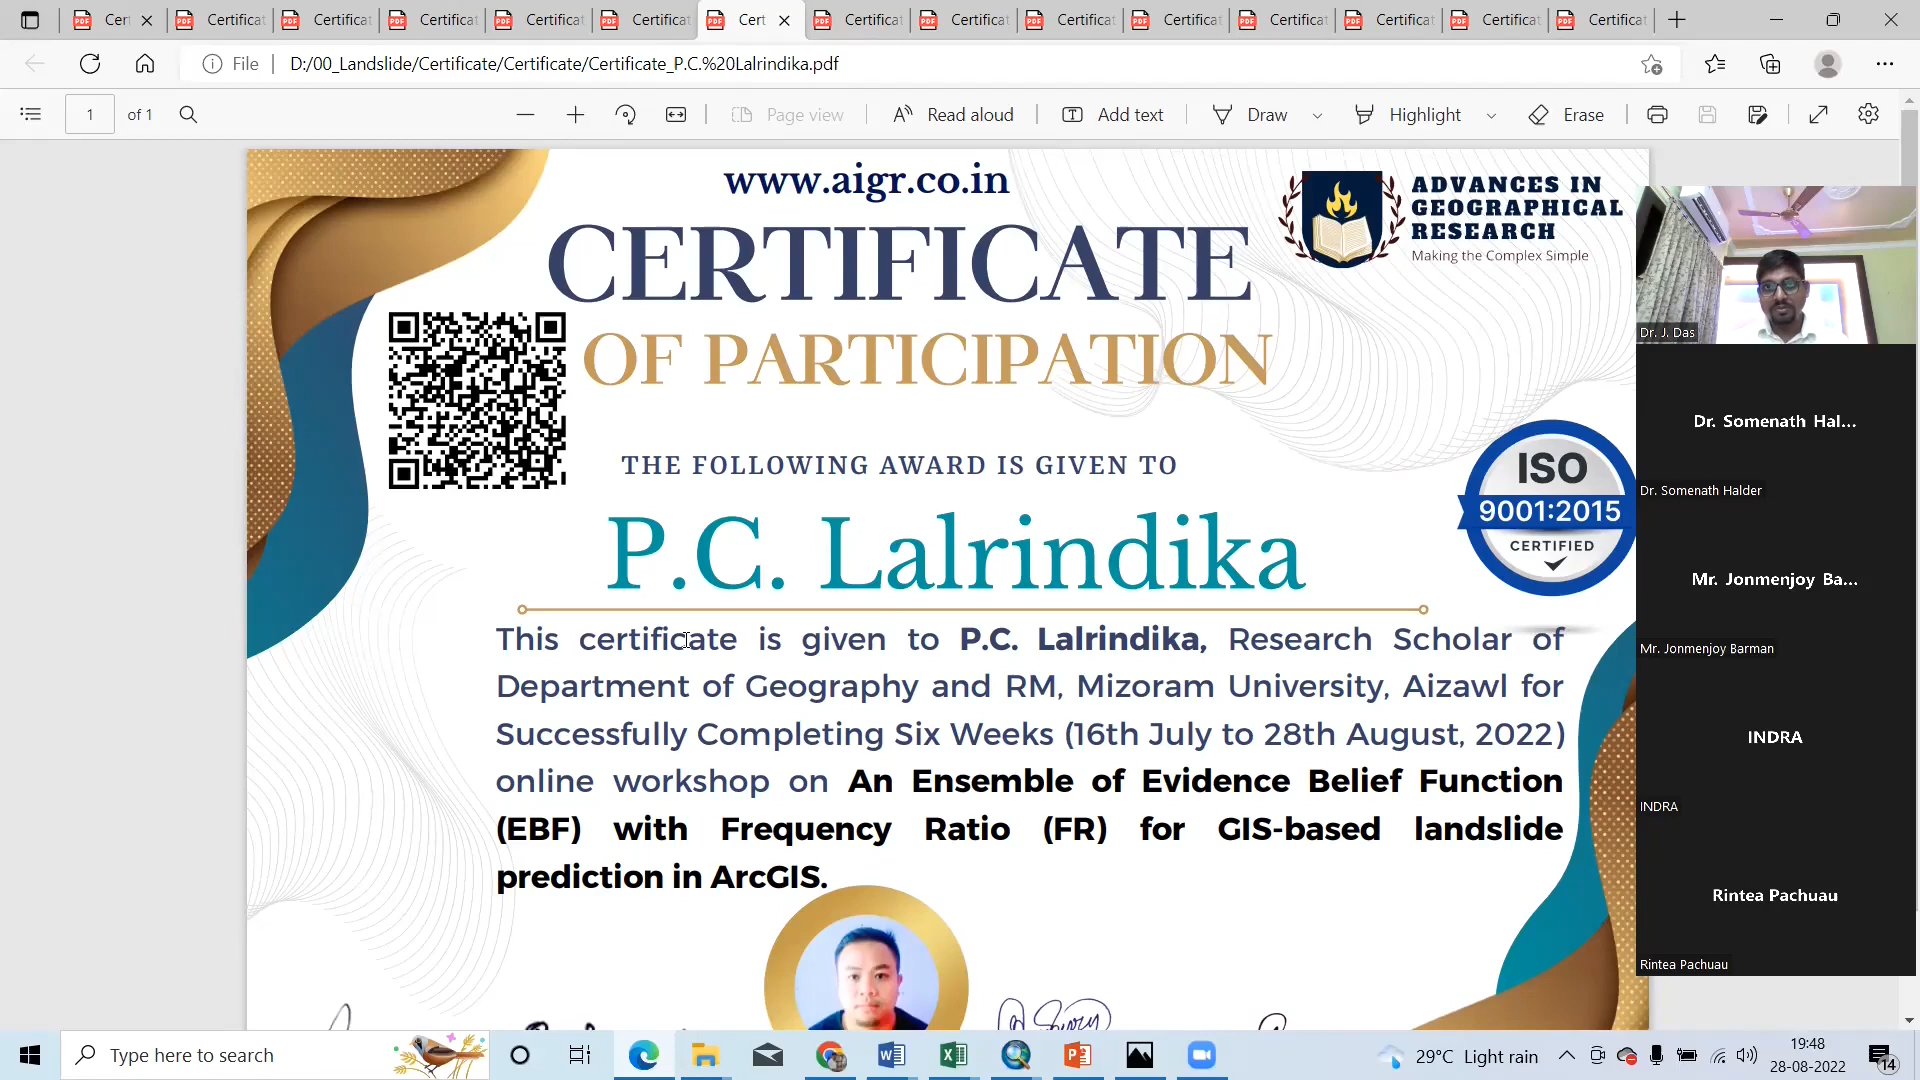 Cert
Certificat
Certificat
Certificat
Certificat
Certificat
Cert
Certificat
Certificat
Certificat
Certificat
Certificat
Certificat
Certificat
Certificat
File
D:/00_Landslide/Certificate/Certificate/Certificate_P.C.%20Lalrindika.pdf
1 of 1
Page view
Read aloud
Add text
Draw
Highlight
Erase
www.aigr.co.in
ADVANCES IN
GEOGRAPHICAL
RESEARCH
Making the Complex Simple
CERTIFICATE
OF PARTICIPATION
THE FOLLOWING AWARD IS GIVEN TO
P.C. Lalrindika
ISO
9001:2015
CERTIFIED
This certificate is given to P.C. Lalrindika, Research Scholar of
Department of Geography and RM, Mizoram University, Aizawl for
Successfully Completing Six Weeks (16th July to 28th August, 2022)
online workshop on An Ensemble of Evidence Belief Function
(EBF) with Frequency Ratio (FR) for GIS-based landslide
prediction in ArcGIS.
Dr. J. Das
Dr. Somenath Hal...
Dr. Somenath Halder
Mr. Jonmenjoy Ba...
Mr. Jonmenjoy Barman
INDRA
INDRA
Rintea Pachuau
Rintea Pachuau
Type here to search
29°C Light rain
19:48
28-08-2022
14